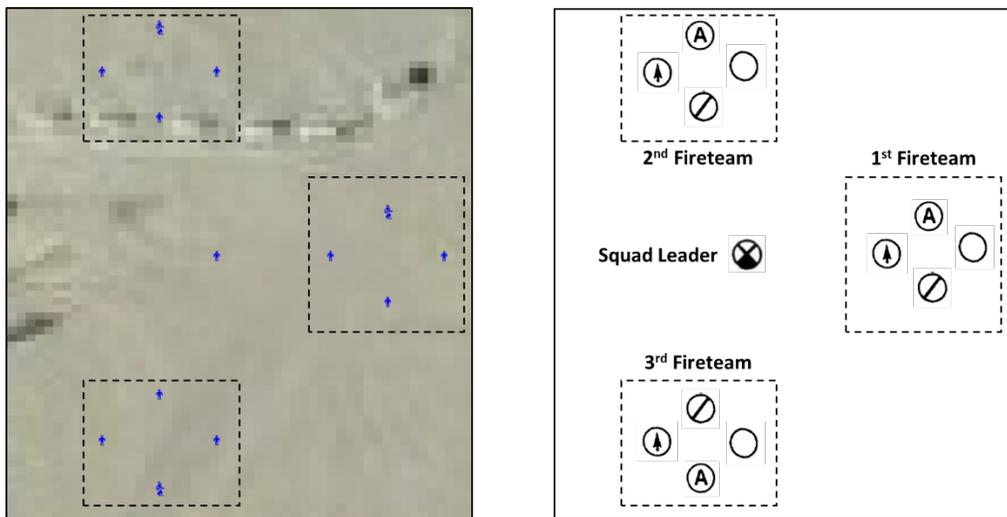 A
2nd Fireteam
1st Fireteam
A
Squad Leader
3rd Fireteam
A